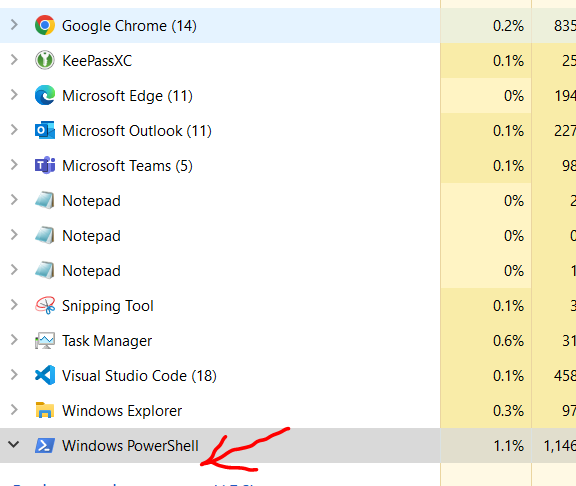 Google Chrome (14) 0.2% 835
KeePassXC 0.1% 25
Microsoft Edge (11) 0% 194
Microsoft Outlook (11) 0.1% 227
Microsoft Teams (5) 0.1% 98
Notepad 0% 2
Notepad 0% 0
Notepad 0% 1
Snipping Tool 0.1% 3
Task Manager 0.6% 31
Visual Studio Code (18) 0.1% 458
Windows Explorer 0.3% 97
Windows PowerShell 1.1% 1,146